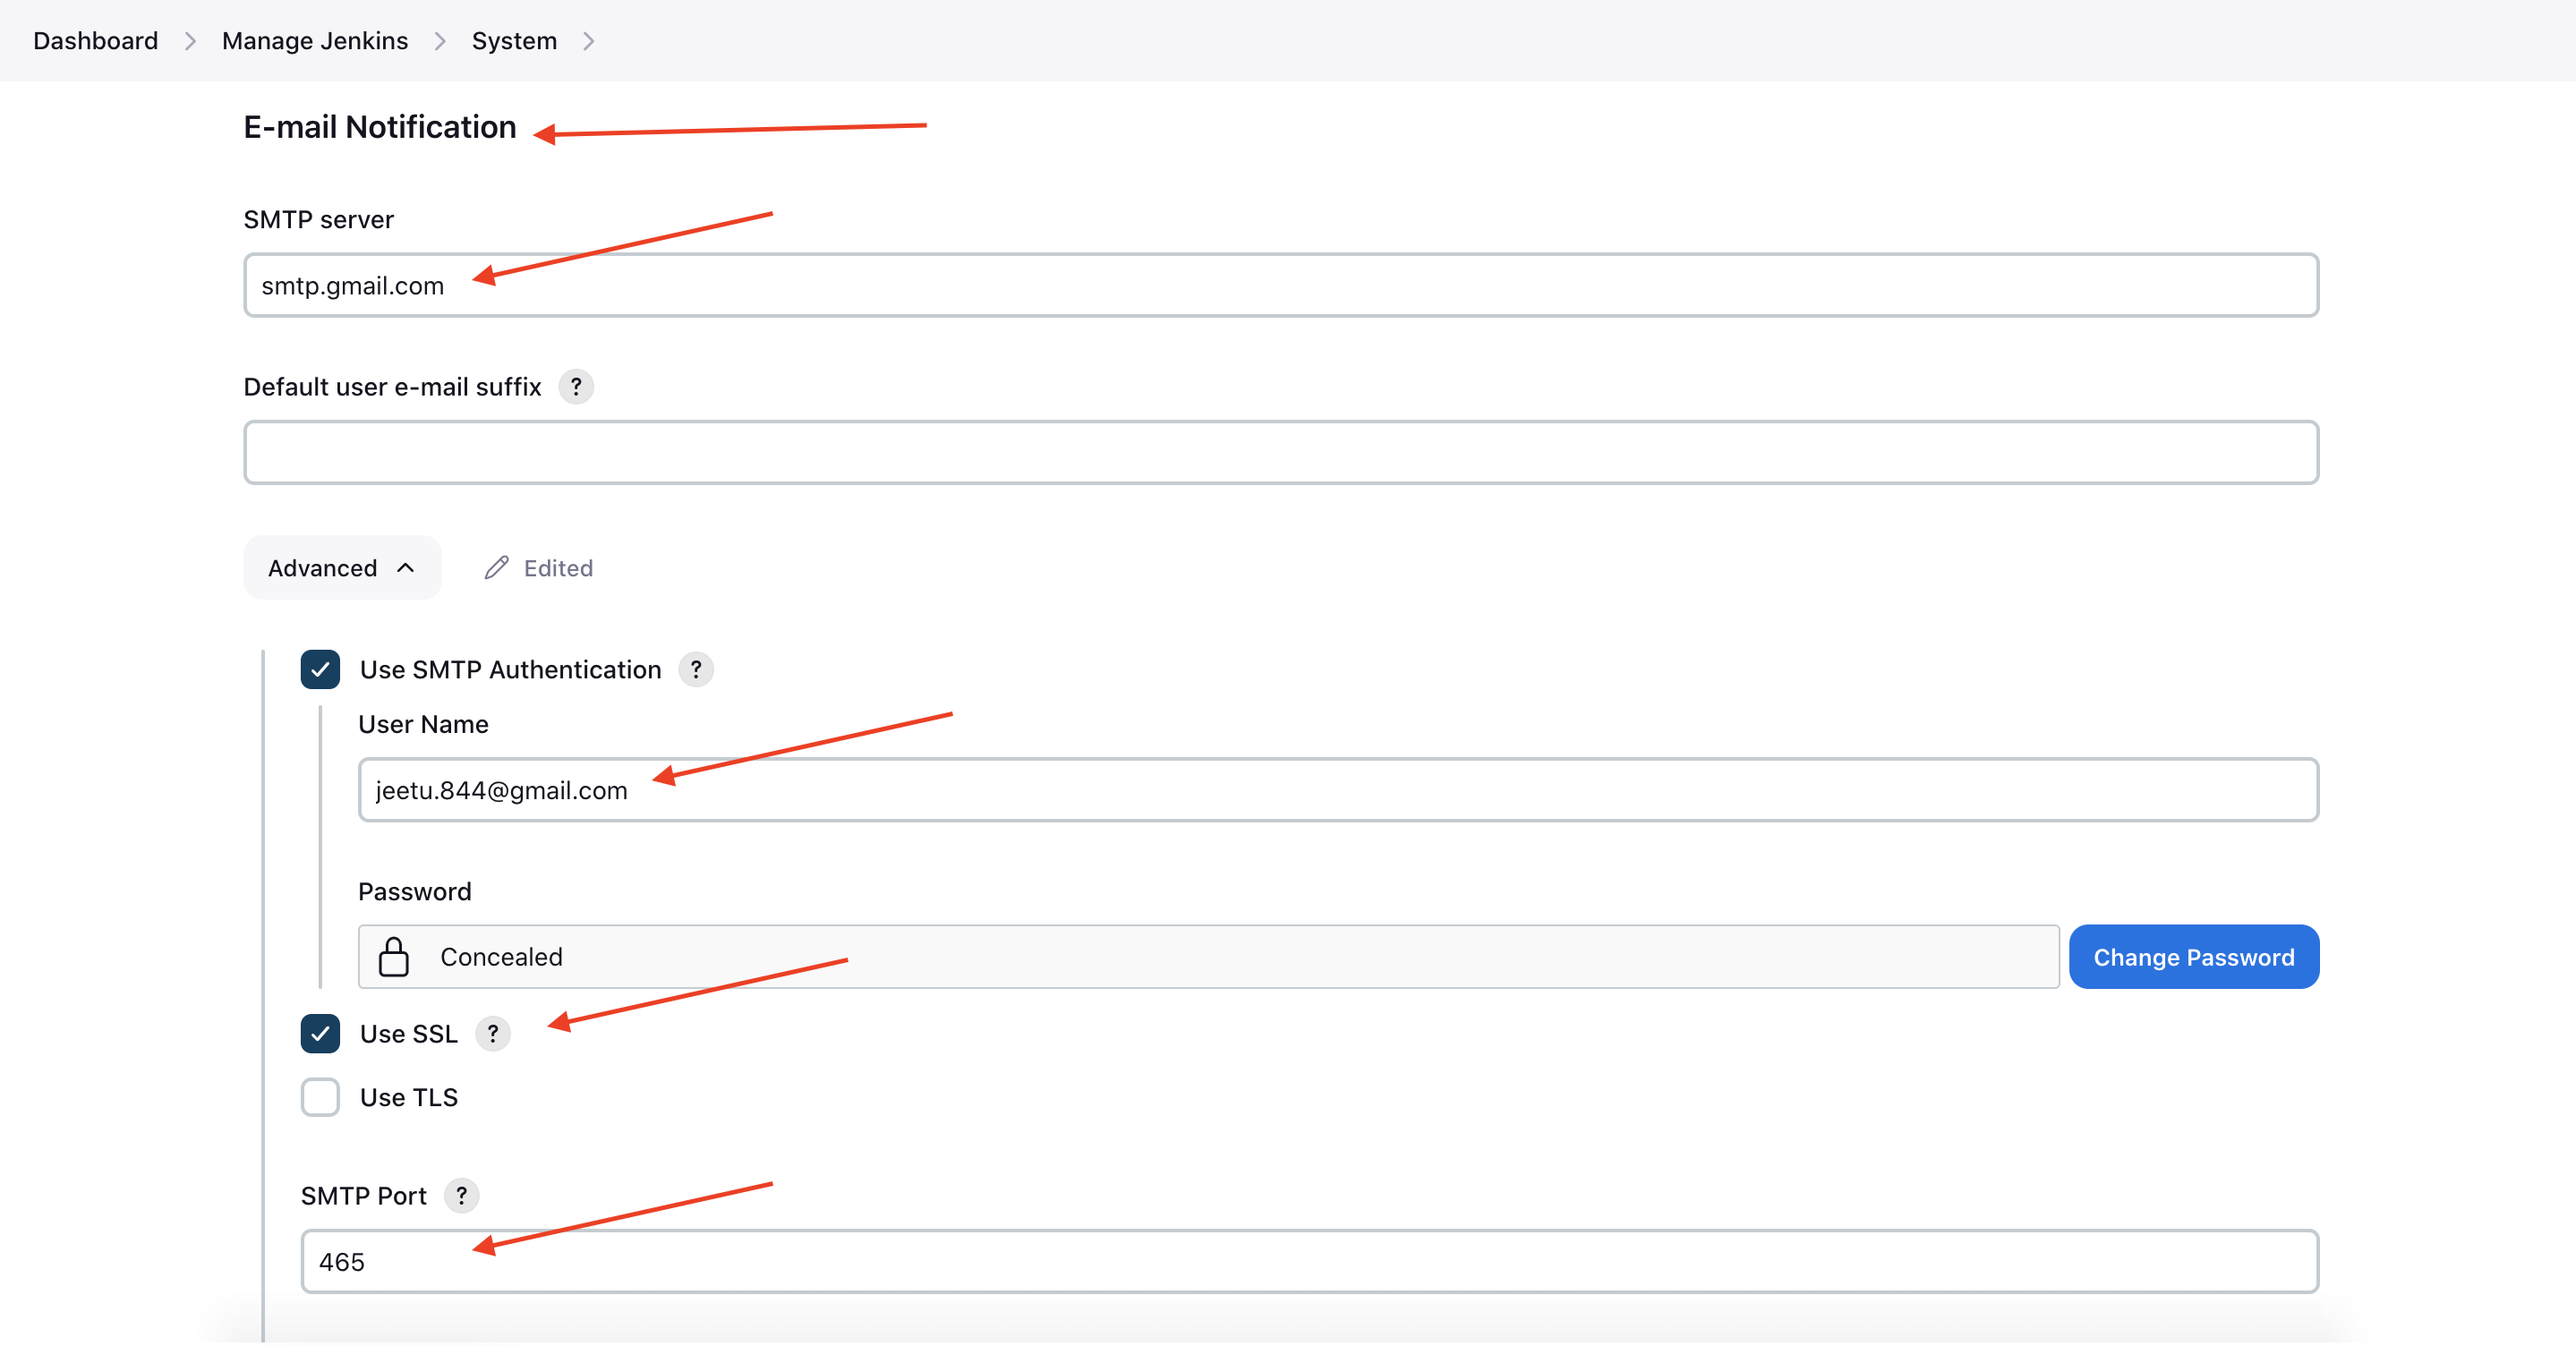 Dashboard > Manage Jenkins > System >
E-mail Notification
SMTP server
smtp.gmail.com
Default user e-mail suffix ?
Advanced Edited
Use SMTP Authentication ?
User Name
jeetu.844@gmail.com
Password
Concealed Change Password
Use SSL ?
Use TLS
SMTP Port ?
465